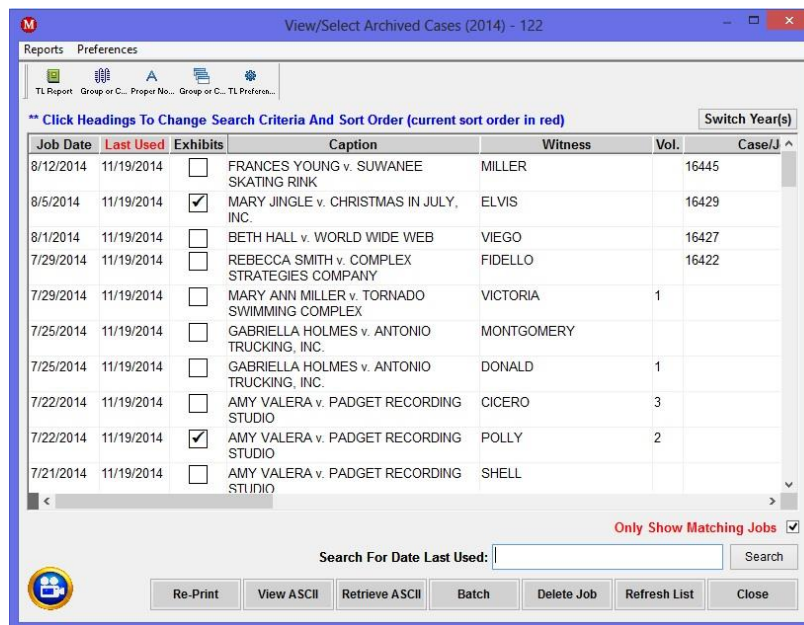 M
View/Select Archived Cases (2014) - 122
Reports Preferences
TL Report Group or C... Proper No... Group or C... TL Preferen...
** Click Headings To Change Search Criteria And Sort Order (current sort order in red) Switch Year(s)
Job Date Last Used Exhibits Caption Witness Vol. Case/J
8/12/2014 11/19/2014 FRANCES YOUNG v. SUWANEE MILLER 16445
SKATING RINK
8/5/2014 11/19/2014 MARY JINGLE v. CHRISTMAS IN JULY, ELVIS 16429
INC.
8/1/2014 11/19/2014 BETH HALL v. WORLD WIDE WEB VIEGO 16427
7/29/2014 11/19/2014 REBECCA SMITH v. COMPLEX FIDELLO 16422
STRATEGIES COMPANY
7/29/2014 11/19/2014 MARY ANN MILLER v. TORNADO VICTORIA 1
SWIMMING COMPLEX
7/25/2014 11/19/2014 GABRIELLA HOLMES v. ANTONIO MONTGOMERY
TRUCKING, INC.
7/25/2014 11/19/2014 GABRIELLA HOLMES v. ANTONIO DONALD 1
TRUCKING, INC.
7/22/2014 11/19/2014 AMY VALERA v. PADGET RECORDING CICERO 3
STUDIO
7/22/2014 11/19/2014 AMY VALERA v. PADGET RECORDING POLLY 2
STUDIO
7/21/2014 11/19/2014 AMY VALERA v. PADGET RECORDING SHELL
STUDIO
Only Show Matching Jobs
Search For Date Last Used: Search
Re-Print View ASCII Retrieve ASCII Batch Delete Job Refresh List Close